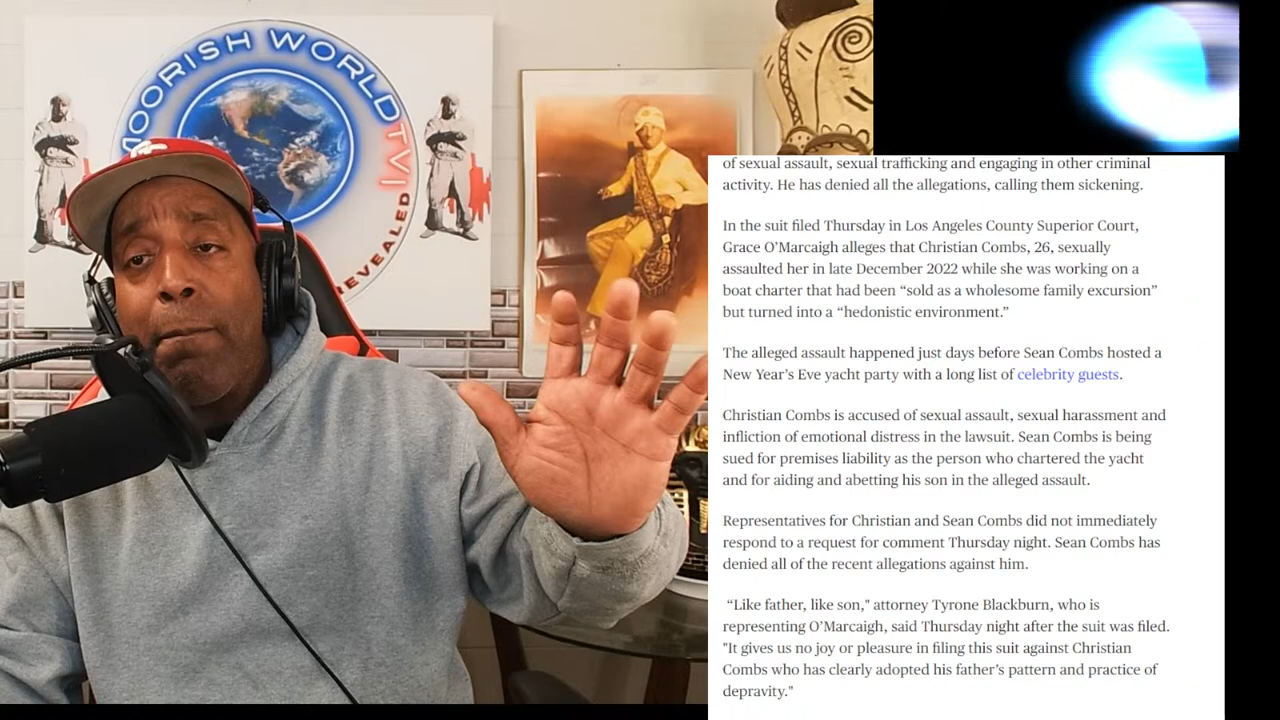 MOORISH WORLD
TV
REVEALED
of sexual assault, sexual trafficking and engaging in other criminal
activity. He has denied all the allegations, calling them sickening.
In the suit filed Thursday in Los Angeles County Superior Court,
Grace O’Marcaigh alleges that Christian Combs, 26, sexually
assaulted her in late December 2022 while she was working on a
boat charter that had been “sold as a wholesome family excursion”
but turned into a “hedonistic environment.”
The alleged assault happened just days before Sean Combs hosted a
New Year’s Eve yacht party with a long list of celebrity guests.
Christian Combs is accused of sexual assault, sexual harassment and
infliction of emotional distress in the lawsuit. Sean Combs is being
sued for premises liability as the person who chartered the yacht
and for aiding and abetting his son in the alleged assault.
Representatives for Christian and Sean Combs did not immediately
respond to a request for comment Thursday night. Sean Combs has
denied all of the recent allegations against him.
“Like father, like son," attorney Tyrone Blackburn, who is
representing O’Marcaigh, said Thursday night after the suit was filed.
"It gives us no joy or pleasure in filing this suit against Christian
Combs who has clearly adopted his father’s pattern and practice of
depravity."